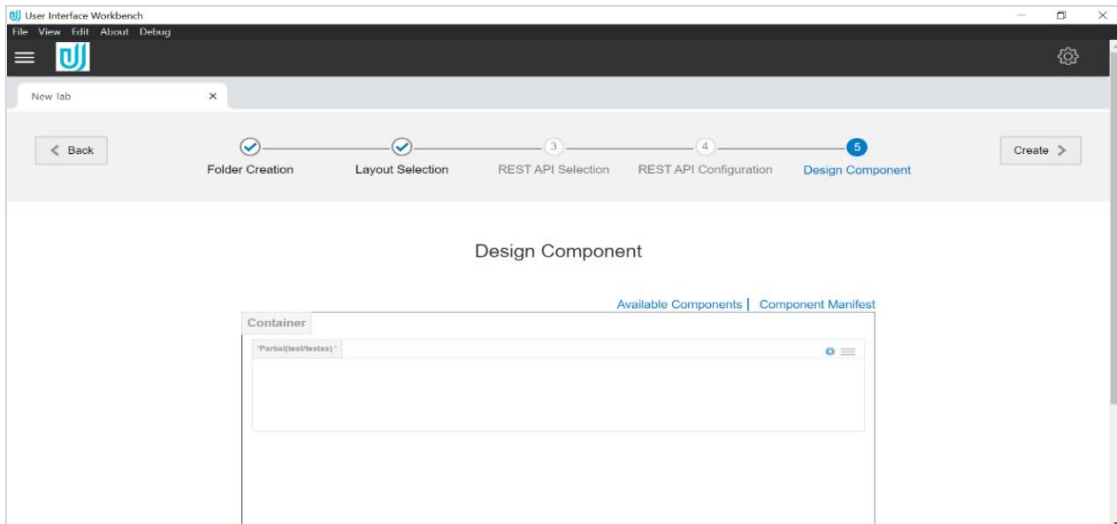 User Interface Workbench
File View Edit About Debug
New Tab
Back
3
4
5
Create
Folder Creation
Layout Selection
REST API Selection
REST API Configuration
Design Component
Design Component
Available Components | Component Manifest
Container
'Partial(test/testss) '